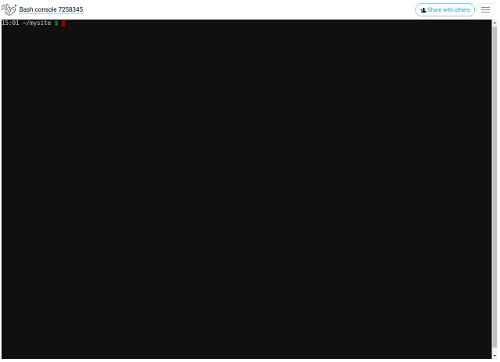 Bash console 7258345
Share with others
15:01 ~/mysite $